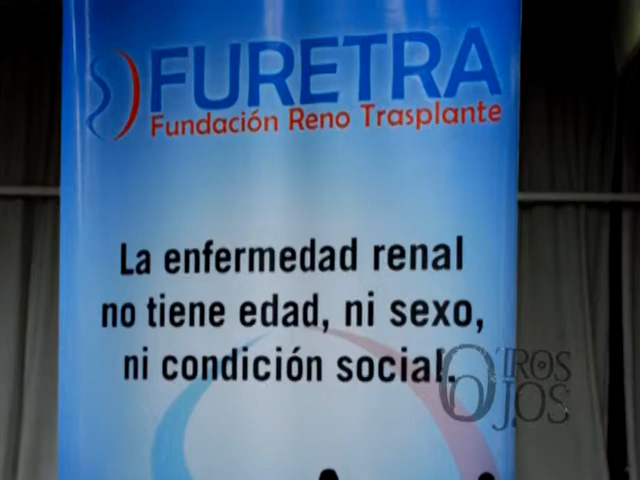 FURETRA
Fundación Reno Trasplante
La enfermedad renal
no tiene edad, ni sexo,
ni condición social.
OTROS
OJOS